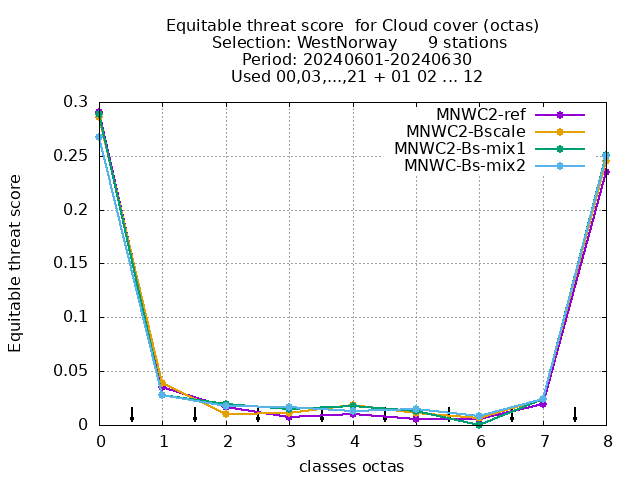 Equitable threat score  for Cloud cover (octas)
Selection: WestNorway      9 stations
Period: 20240601-20240630
Used 00,03,...,21 + 01 02 ... 12
MNWC2-ref
MNWC2-Bscale
MNWC2-Bs-mix1
MNWC-Bs-mix2
Equitable threat score
0.3
0.25
0.2
0.15
0.1
0.05
0
0 1 2 3 4 5 6 7 8
classes octas